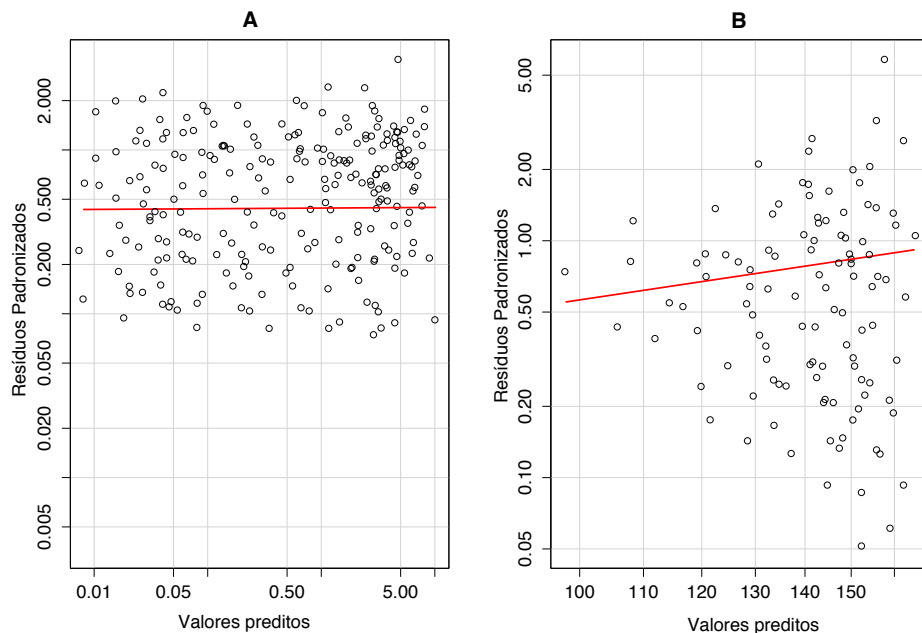 A
Resíduos Padronizados
2.000
0.500
0.200
0.050
0.020
0.005
0.01 0.05 0.50 5.00
Valores preditos
B
Resíduos Padronizados
5.00
2.00
1.00
0.50
0.20
0.10
0.05
100 110 120 130 140 150
Valores preditos